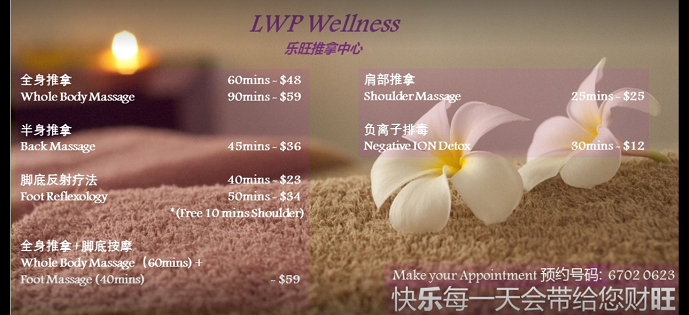 LWP Wellness
乐旺推拿中心
全身推拿 60mins - $48
Whole Body Massage 90mins - $59
半身推拿
Back Massage 45mins - $36
脚底反射疗法 40mins - $23
Foot Reflexology 50mins - $34
*(Free 10 mins Shoulder)
全身推拿+脚底按摩
Whole Body Massage (60mins) +
Foot Massage (40mins) - $59
肩部推拿
Shoulder Massage 25mins - $25
负离子排毒
Negative ION Detox 30mins - $12
Make your Appointment 预约号码: 6702 0623
快乐每一天会带给您财旺